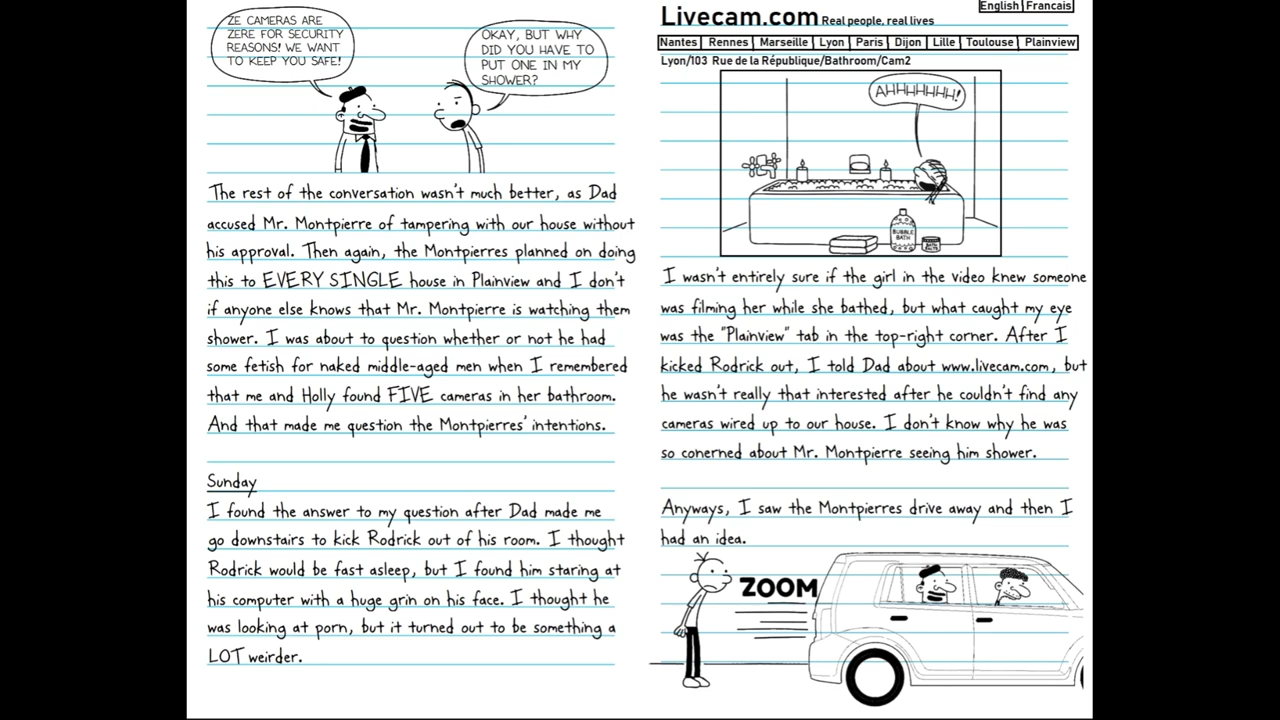 ZE CAMERAS ARE
ZERE FOR SECURITY
REASONS! WE WANT
TO KEEP YOU SAFE!
OKAY, BUT WHY
DID YOU HAVE TO
PUT ONE IN MY
SHOWER?
The rest of the conversation wasn't much better, as Dad
accused Mr. Montpierre of tampering with our house without
his approval. Then again, the Montpierres planned on doing
this to EVERY SINGLE house in Plainview and I don't
if anyone else knows that Mr. Montpierre is watching them
shower. I was about to question whether or not he had
some fetish for naked middle-aged men when I remembered
that me and Holly found FIVE cameras in her bathroom.
And that made me question the Montpierres' intentions.
Sunday
I found the answer to my question after Dad made me
go downstairs to kick Rodrick out of his room. I thought
Rodrick would be fast asleep, but I found him staring at
his computer with a huge grin on his face. I thought he
was looking at porn, but it turned out to be something a
LOT weirder.
English Francais
Livecam.com Real people, real lives
Nantes Rennes Marseille Lyon Paris Dijon Lille Toulouse Plainview
Lyon/103 Rue de la République/Bathroom/Cam2
AHHHHHHH!
BUBBLE
BATH
BATH
SALTS
I wasn't entirely sure if the girl in the video knew someone
was filming her while she bathed, but what caught my eye
was the "Plainview" tab in the top-right corner. After I
kicked Rodrick out, I told Dad about www.livecam.com, but
he wasn't really that interested after he couldn't find any
cameras wired up to our house. I don't know why he was
so conerned about Mr. Montpierre seeing him shower.
Anyways, I saw the Montpierres drive away and then I
had an idea.
ZOOM